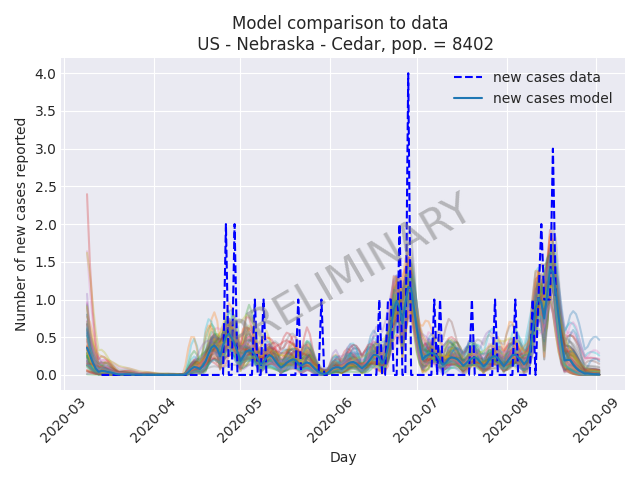 Model comparison to data
US - Nebraska - Cedar, pop. = 8402
4.0
3.5
3.0
2.5
2.0
1.5
1.0
0.5
0.0
Number of new cases reported
new cases data
new cases model
PRELIMINARY
2020-03
2020-04
2020-05
2020-06
2020-07
2020-08
2020-09
Day